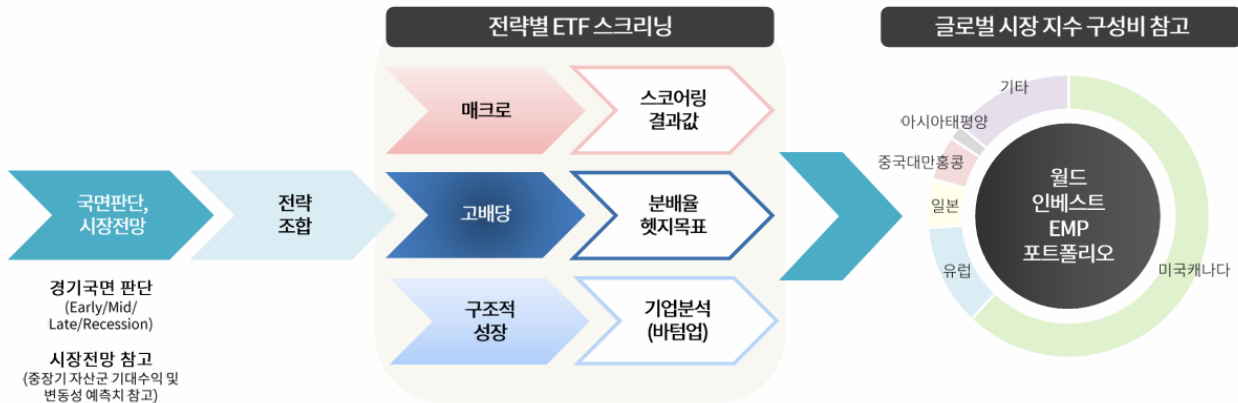 전략별 ETF 스크리닝
글로벌 시장 지수 구성비 참고
국면판단,
시장전망
전략
조합
매크로
스코어링
결과값
고배당
분배율
헷지목표
구조적
성장
기업분석
(바텀업)
경기국면 판단
(Early/Mid/
Late/Recession)
시장전망 참고
(중장기 자산군 기대수익 및
변동성 예측치 참고)
기타
아시아태평양
중국대만홍콩
일본
유럽
미국캐나다
월드
인베스트
EMP
포트폴리오